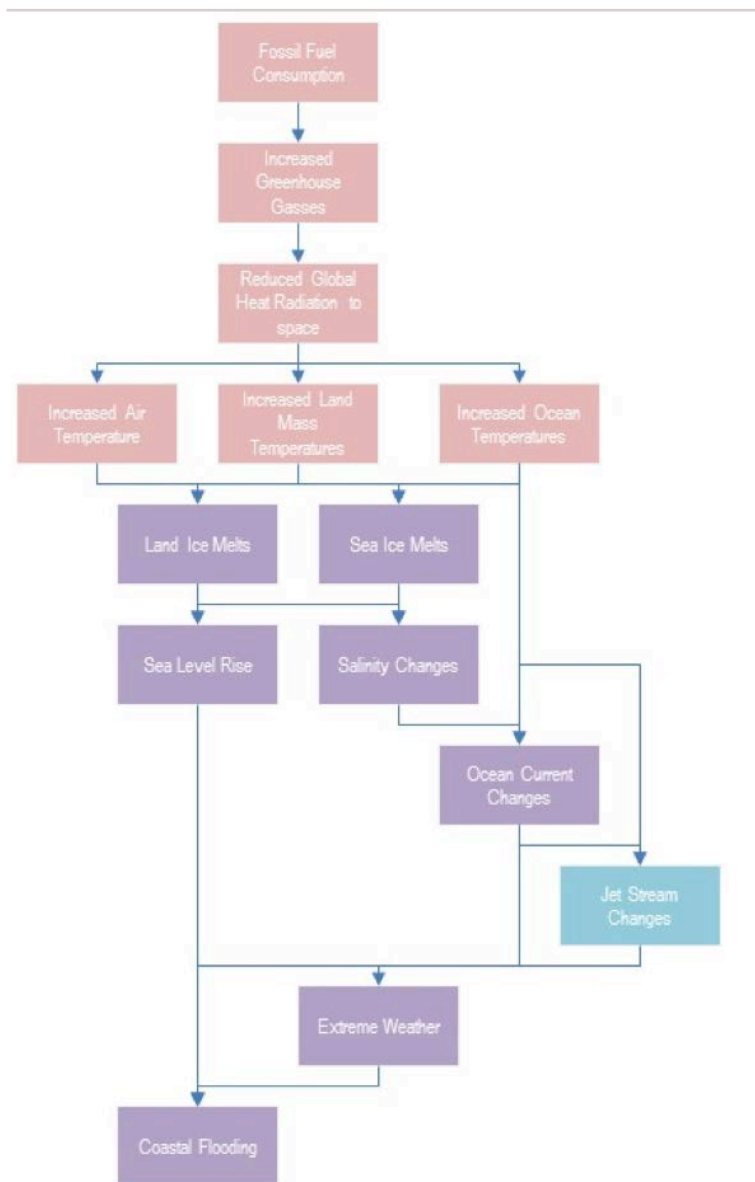 Fossil Fuel
Consumption
Increased
Greenhouse
Gasses
Reduced Global
Heat Radiation to
space
Increased Air
Temperature
Increased Land
Mass
Temperatures
Increased Ocean
Temperatures
Land Ice Melts
Sea Ice Melts
Sea Level Rise
Salinity Changes
Ocean Current
Changes
Jet Stream
Changes
Extreme Weather
Coastal Flooding